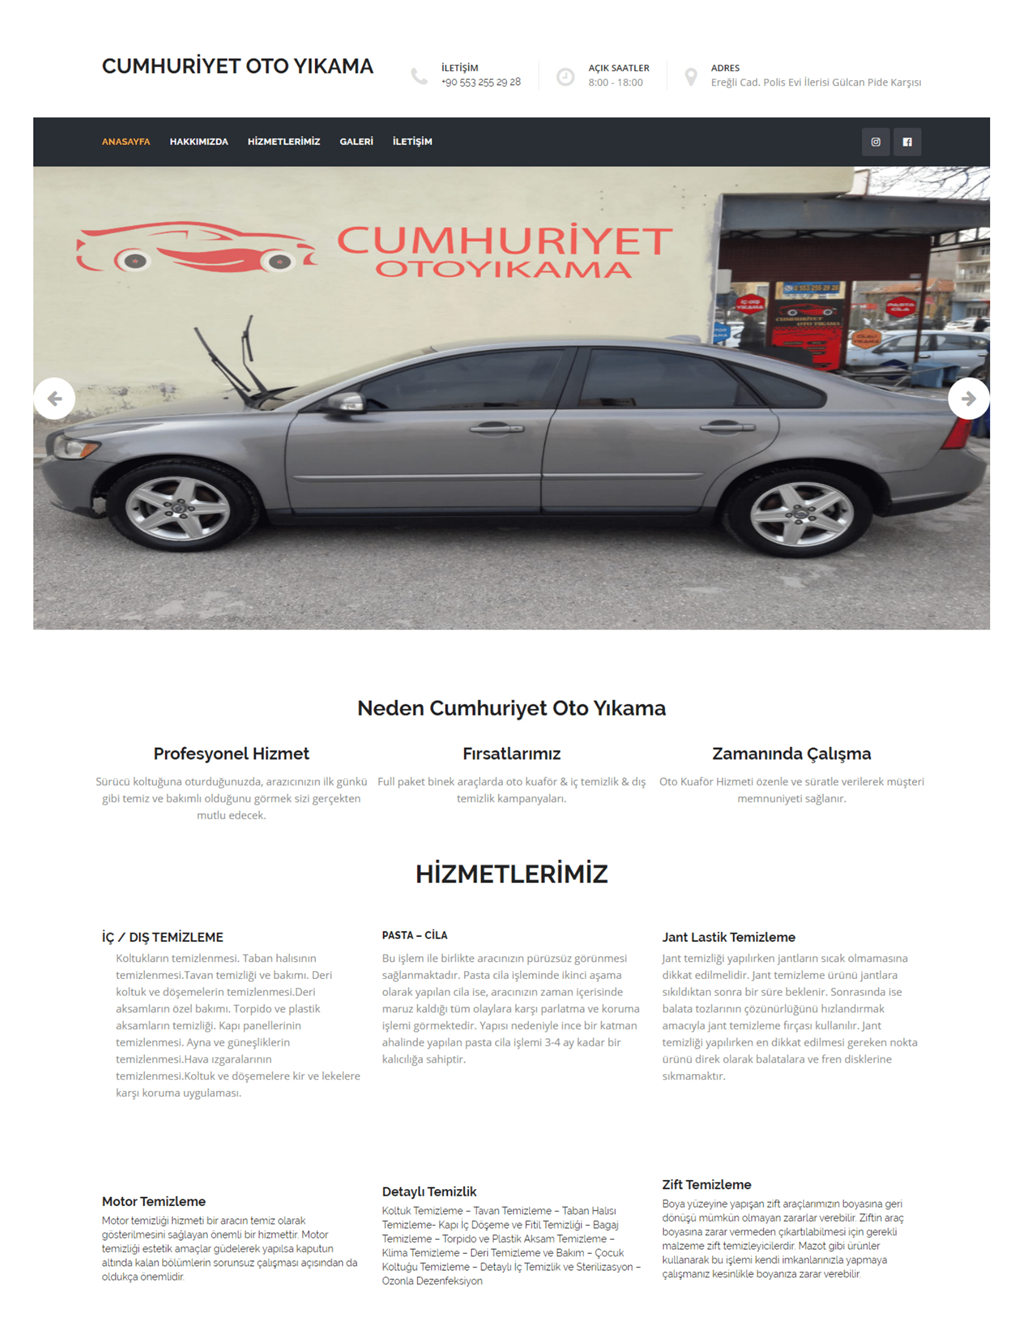 CUMHURİYET OTO YIKAMA
İLETİŞİM
+90 553 255 29 28
AÇIK SAATLER
8:00 - 18:00
ADRES
Ereğli Cad. Polis Evi İlerisi Gülcan Pide Karşısı
ANASAYFA HAKKIMIZDA HİZMETLERİMİZ GALERİ İLETİŞİM
CUMHURİYET
OTOYIKAMA
0 553 255 29 28
İÇ-DIŞ
YIKAMA
PASTA
CİLA
CUMHURİYET
OTO YIKAMA
Neden Cumhuriyet Oto Yıkama
Profesyonel Hizmet
Sürücü koltuğuna oturduğunuzda, arazıcınızın ilk günkü
gibi temiz ve bakımlı olduğunu görmek sizi gerçekten
mutlu edecek.
Fırsatlarımız
Full paket binek araçlarda oto kuaför & iç temizlik & dış
temizlik kampanyaları.
Zamanında Çalışma
Oto Kuaför Hizmeti özenle ve süratle verilerek müşteri
memnuniyeti sağlanır.
HİZMETLERİMİZ
İÇ / DIŞ TEMİZLEME
Koltukların temizlenmesi. Taban halısının
temizlenmesi.Tavan temizliği ve bakımı. Deri
koltuk ve döşemelerin temizlenmesi.Deri
aksamların özel bakımı. Torpido ve plastik
aksamların temizliği. Kapı panellerinin
temizlenmesi. Ayna ve güneşliklerin
temizlenmesi.Hava ızgaralarının
temizlenmesi.Koltuk ve döşemelere kir ve lekelere
karşı koruma uygulaması.
PASTA – CİLA
Bu işlem ile birlikte aracınızın pürüzsüz görünmesi
sağlanmaktadır. Pasta cila işleminde ikinci aşama
olarak yapılan cila ise, aracınızın zaman içerisinde
maruz kaldığı tüm olaylara karşı parlatma ve koruma
işlemi görmektedir. Yapısı nedeniyle ince bir katman
ahalinde yapılan pasta cila işlemi 3-4 ay kadar bir
kalıcılığa sahiptir.
Jant Lastik Temizleme
Jant temizliği yapılırken jantların sıcak olmamasına
dikkat edilmelidir. Jant temizleme ürünü jantlara
sıkıldıktan sonra bir süre beklenir. Sonrasında ise
balata tozlarının çözünürlüğünü hızlandırmak
amacıyla jant temizleme fırçası kullanılır. Jant
temizliği yapılırken en dikkat edilmesi gereken nokta
ürünü direk olarak balatalara ve fren disklerine
sıkmamaktır.
Motor Temizleme
Motor temizliği hizmeti bir aracın temiz olarak
gösterilmesini sağlayan önemli bir hizmettir. Motor
temizliği estetik amaçlar güdelerek yapılsa kaputun
altında kalan bölümlerin sorunsuz çalışması açısından da
oldukça önemlidir.
Detaylı Temizlik
Koltuk Temizleme – Tavan Temizleme – Taban Halısı
Temizleme- Kapı İç Döşeme ve Fitil Temizliği – Bagaj
Temizleme – Torpido ve Plastik Aksam Temizleme –
Klima Temizleme – Deri Temizleme ve Bakım – Çocuk
Koltuğu Temizleme – Detaylı İç Temizlik ve Sterilizasyon –
Ozonla Dezenfeksiyon
Zift Temizleme
Boya yüzeyine yapışan zift araçlarımızın boyasına geri
dönüşü mümkün olmayan zararlar verebilir. Ziftin araç
boyasına zarar vermeden çıkartılabilmesi için gerekli
malzeme zift temizleyicilerdir. Mazot gibi ürünler
kullanarak bu işlemi kendi imkanlarınızla yapmaya
çalışmanız kesinlikle boyanıza zarar verebilir.